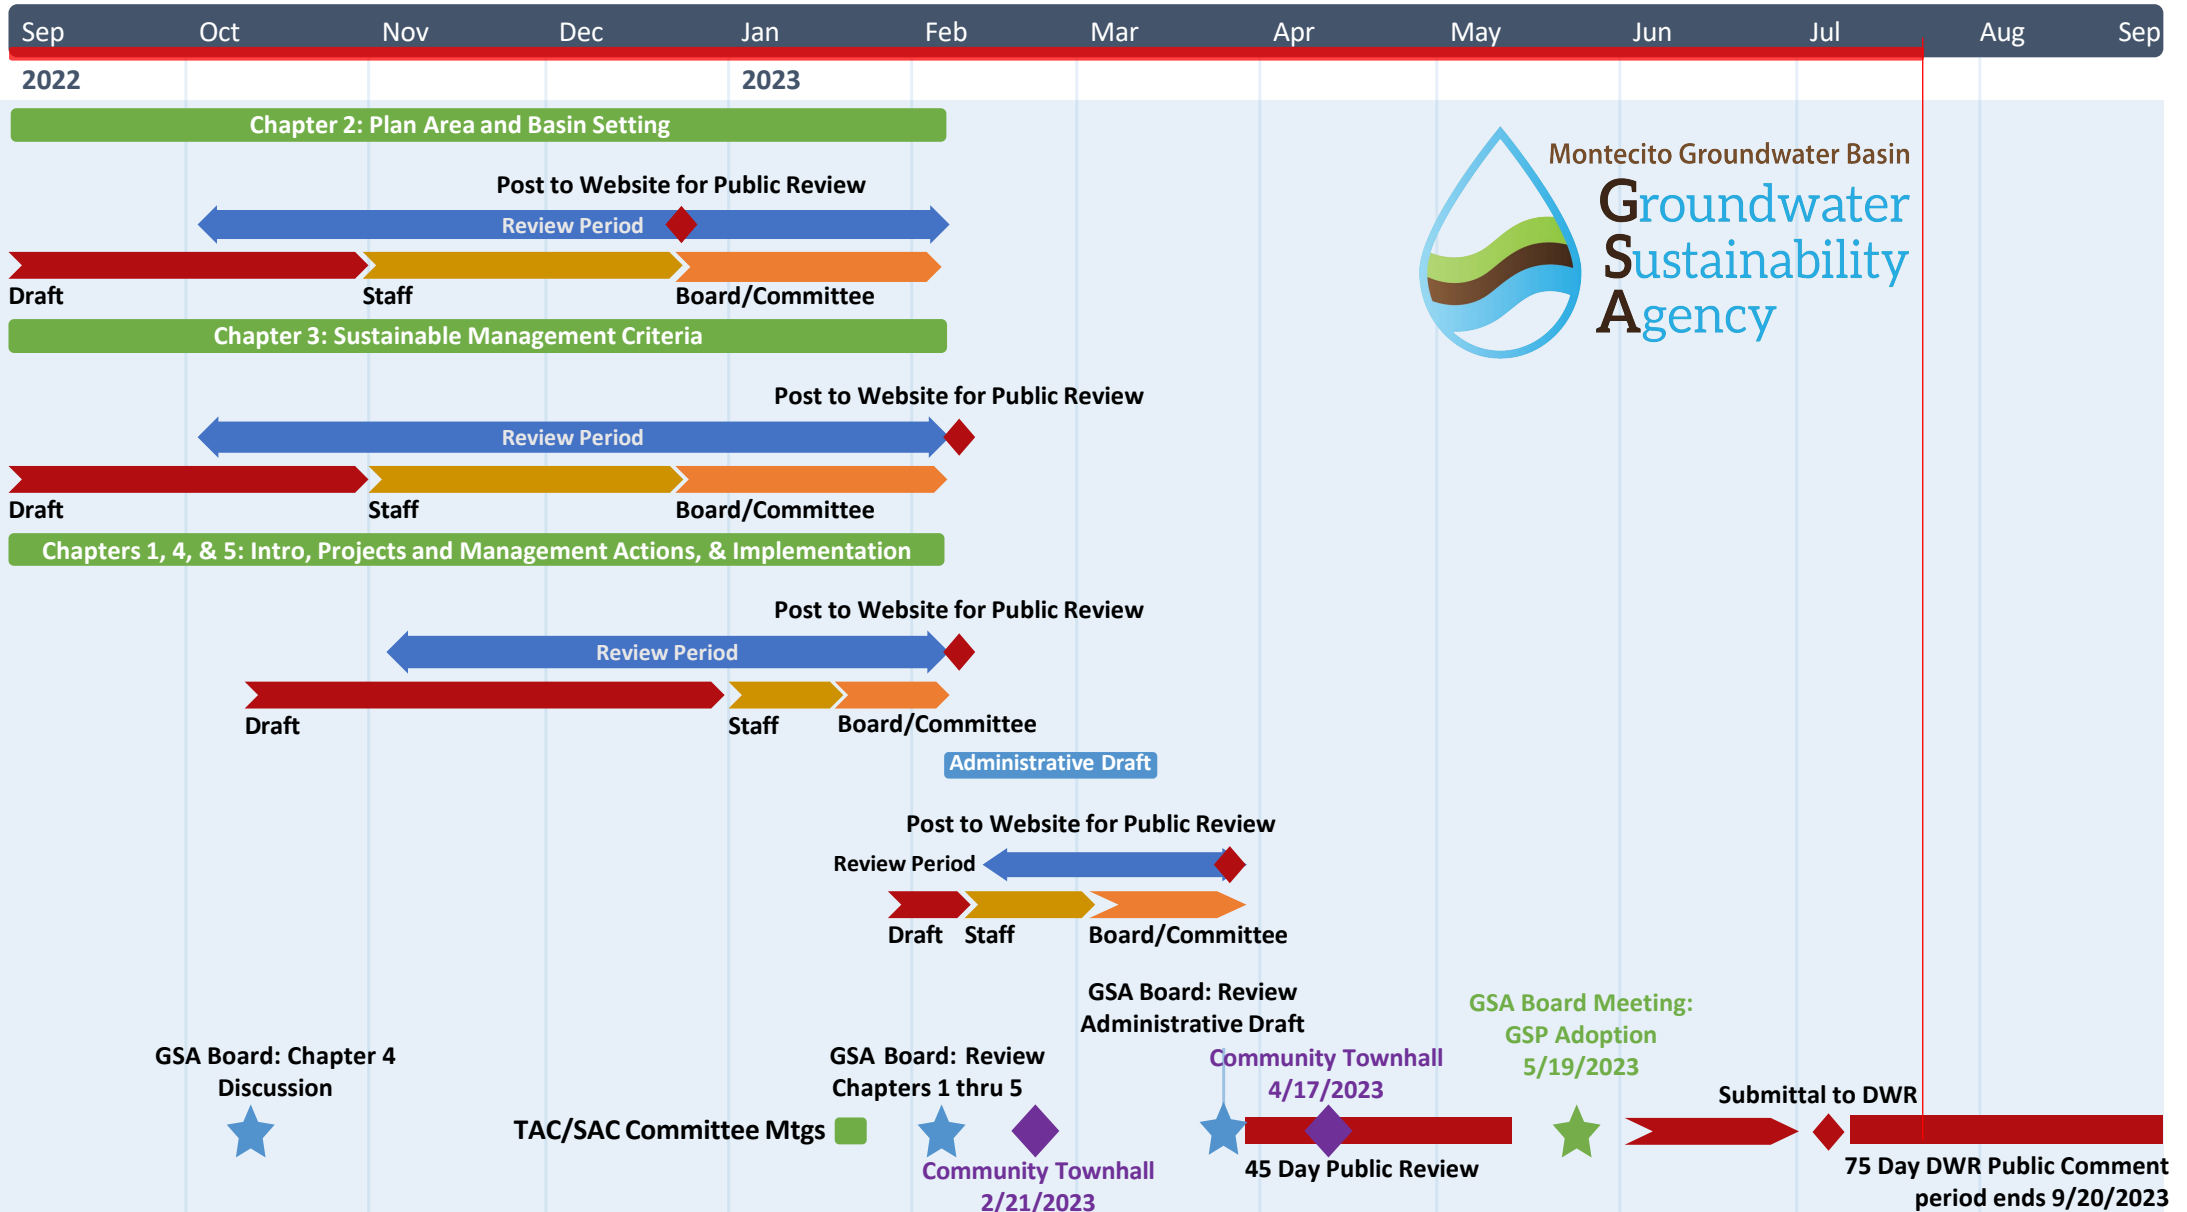 Sep Oct Nov Dec Jan Feb Mar Apr May Jun Jul Aug Sep
2022 2023
Chapter 2: Plan Area and Basin Setting
Montecito Groundwater Basin
Groundwater
Sustainability
Agency
Post to Website for Public Review
Review Period
Draft Staff Board/Committee
Chapter 3: Sustainable Management Criteria
Post to Website for Public Review
Review Period
Draft Staff Board/Committee
Chapters 1, 4, & 5: Intro, Projects and Management Actions, & Implementation
Post to Website for Public Review
Review Period
Draft Staff Board/Committee
Administrative Draft
Post to Website for Public Review
Review Period
Draft Staff Board/Committee
GSA Board: Chapter 4
Discussion
TAC/SAC Committee Mtgs
GSA Board: Review
Chapters 1 thru 5
Community Townhall
2/21/2023
GSA Board: Review
Administrative Draft
Community Townhall
4/17/2023
45 Day Public Review
GSA Board Meeting:
GSP Adoption
5/19/2023
Submittal to DWR
75 Day DWR Public Comment
period ends 9/20/2023